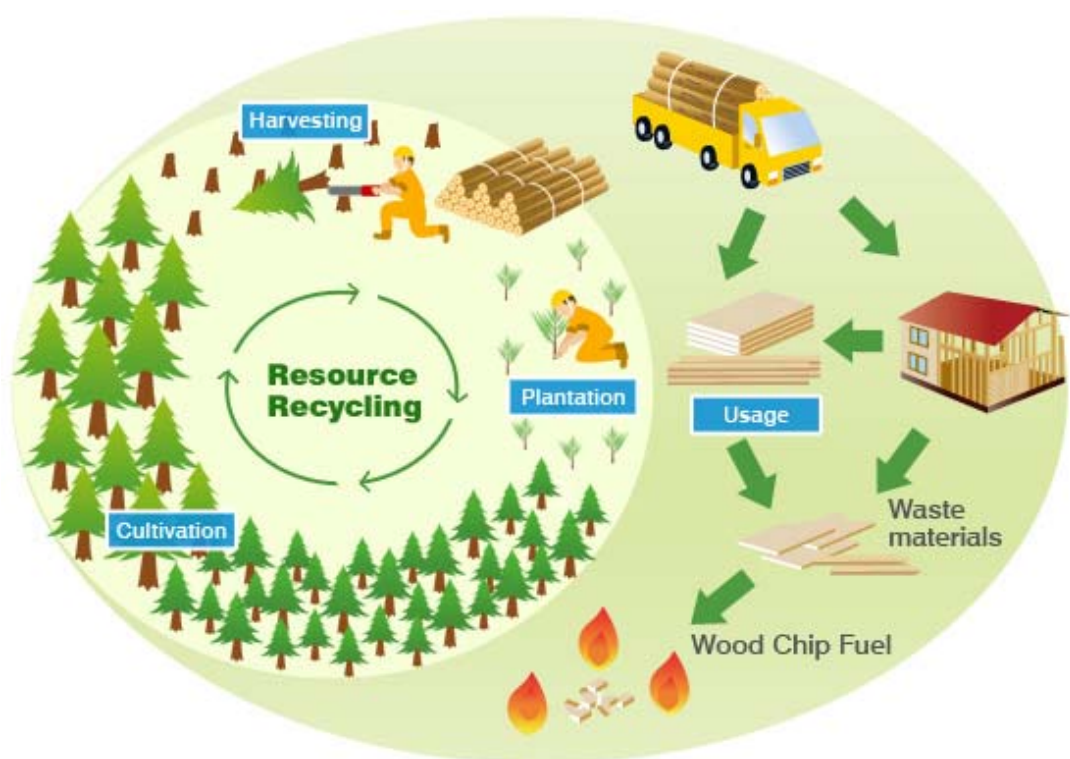 Harvesting
Resource
Recycling
Plantation
Cultivation
Usage
Waste
materials
Wood Chip Fuel